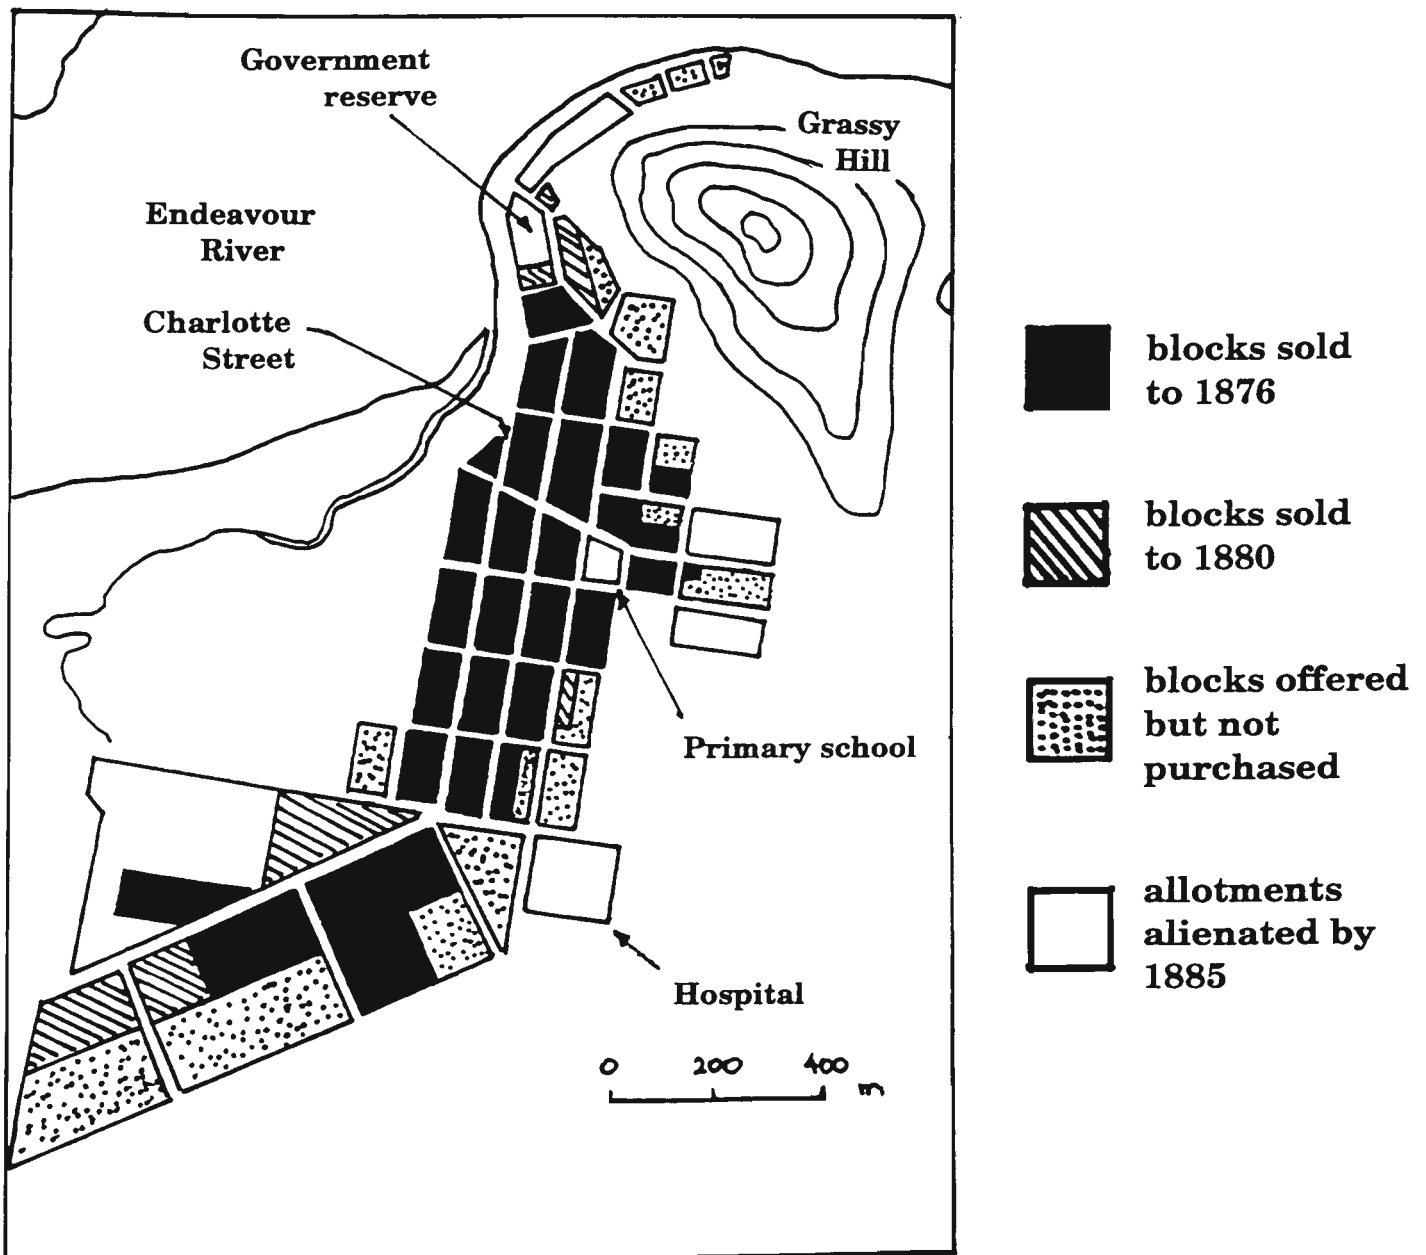 Government
reserve
Grassy
Hill
Endeavour
River
Charlotte
Street
Primary school
Hospital
0 200 400 m
blocks sold
to 1876
blocks sold
to 1880
blocks offered
but not
purchased
allotments
alienated by
1885